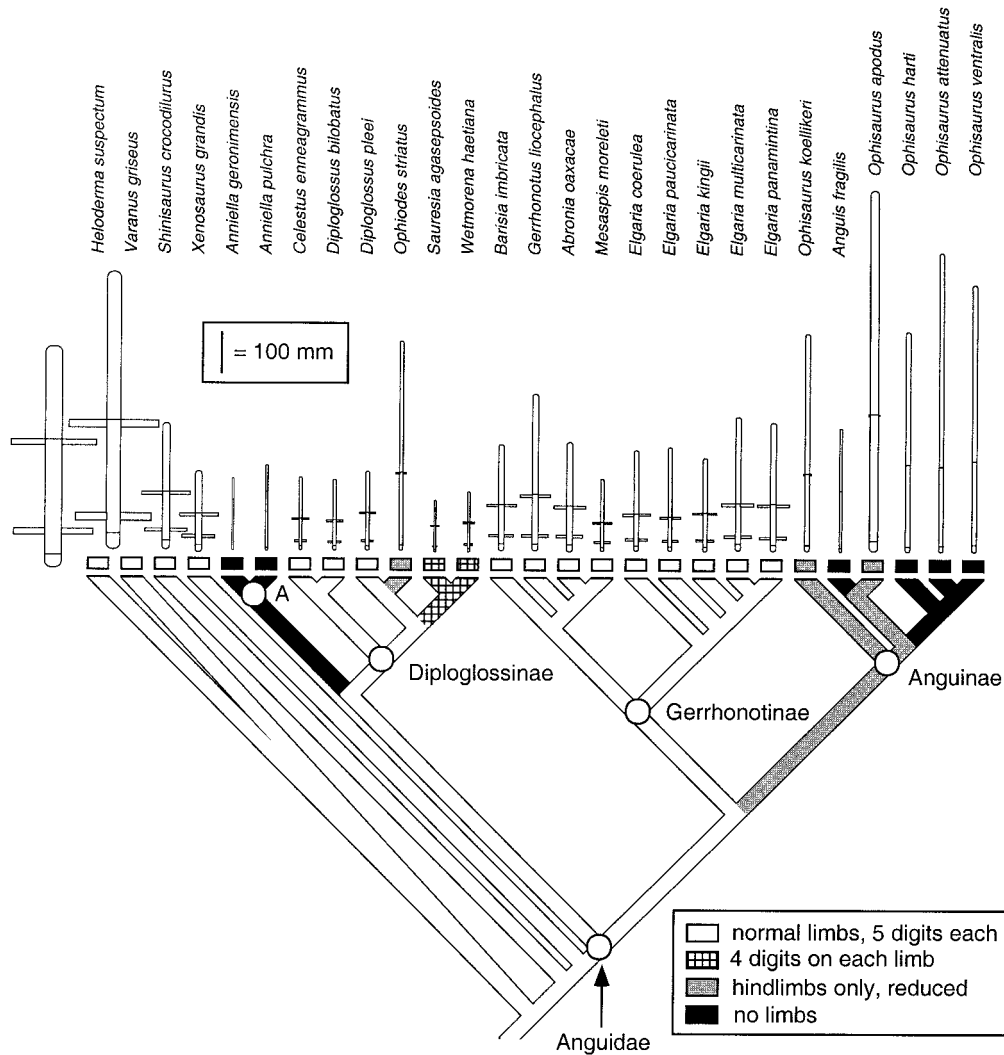 Heloderma suspectum
Varanus griseus
Shinisaurus crocodilurus
Xenosaurus grandis
Anniella geronimensis
Anniella pulchra
Celestus enneagrammus
Diploglossus bilobatus
Diploglossus pleei
Ophiodes striatus
Sauresia agasepsoides
Wetmorena haetiana
Barisia imbricata
Gerrhonotus liocephalus
Abronia oaxacae
Mesaspis moreleti
Elgaria coerulea
Elgaria paucicarinata
Elgaria kingii
Elgaria multicarinata
Elgaria panamintina
Ophisaurus koellikeri
Anguis fragilis
Ophisaurus apodus
Ophisaurus harti
Ophisaurus attenuatus
Ophisaurus ventralis
= 100 mm
A
Diploglossinae
Gerrhonotinae
Anguinae
Anguidae
normal limbs, 5 digits each
4 digits on each limb
hindlimbs only, reduced
no limbs